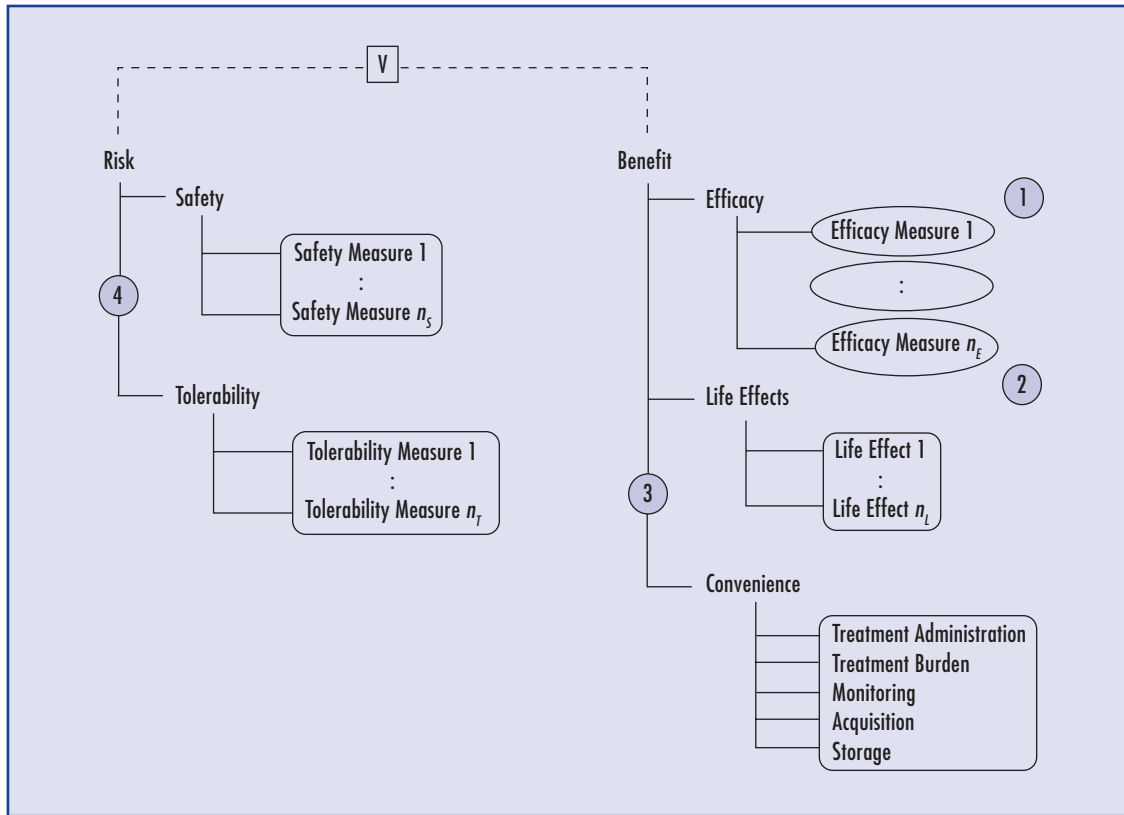 V
Risk
Safety
Safety Measure 1
:
Safety Measure n_S
4
Tolerability
Tolerability Measure 1
:
Tolerability Measure n_T
Benefit
Efficacy
1
Efficacy Measure 1
:
Efficacy Measure n_E
2
Life Effects
Life Effect 1
:
Life Effect n_L
3
Convenience
Treatment Administration
Treatment Burden
Monitoring
Acquisition
Storage